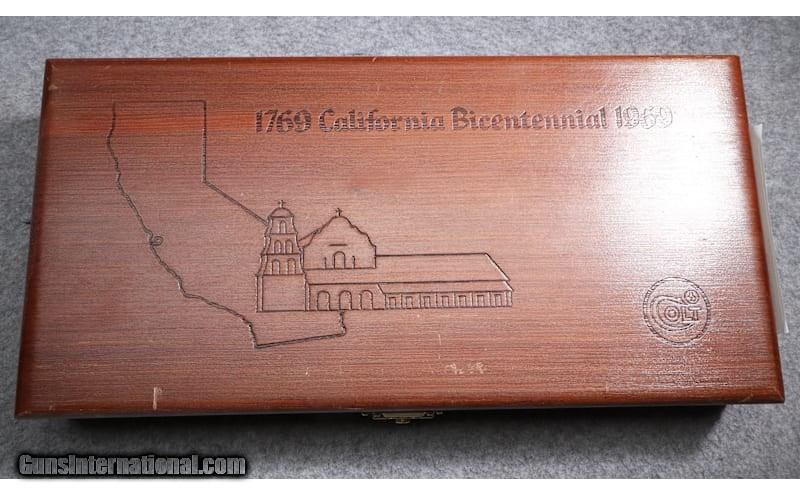 1769 California Bicentennial 1969
COLT
GunsInternational.com